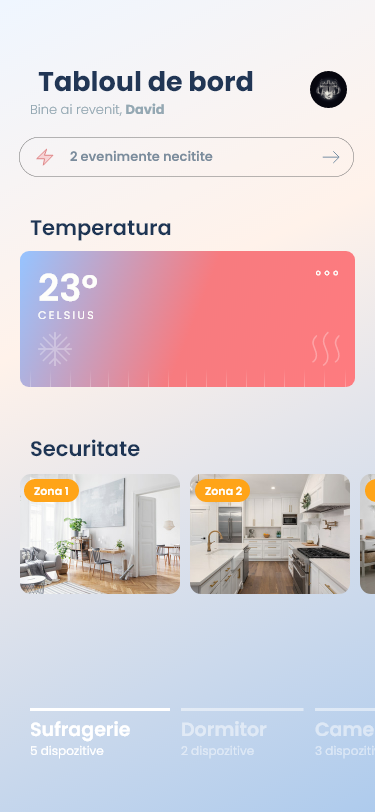 Tabloul de bord
Bine ai revenit, David
2 evenimente necitite
Temperatura
23°
CELSIUS
Securitate
Zona 1
Zona 2
Sufragerie
5 dispozitive
Dormitor
2 dispozitive
Came
3 dispoziti